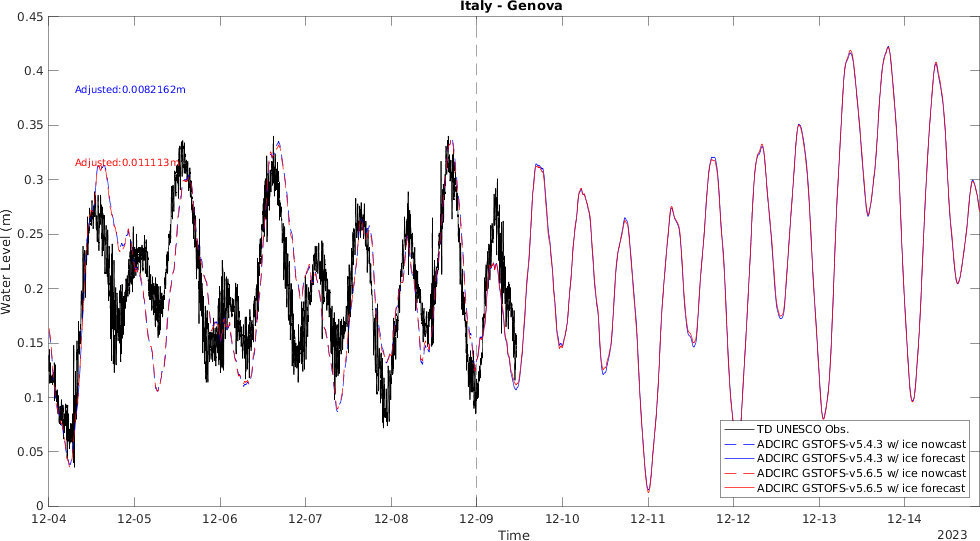 Italy - Genova
0.45
0.4
0.35
0.3
0.25
0.2
0.15
0.1
0.05
0
Water Level (m)
Adjusted:0.0082162m
Adjusted:0.011113m
TD UNESCO Obs.
ADCIRC GSTOFS-v5.4.3 w/ ice nowcast
ADCIRC GSTOFS-v5.4.3 w/ ice forecast
ADCIRC GSTOFS-v5.6.5 w/ ice nowcast
ADCIRC GSTOFS-v5.6.5 w/ ice forecast
12-04 12-05 12-06 12-07 12-08 12-09 12-10 12-11 12-12 12-13 12-14
Time
2023